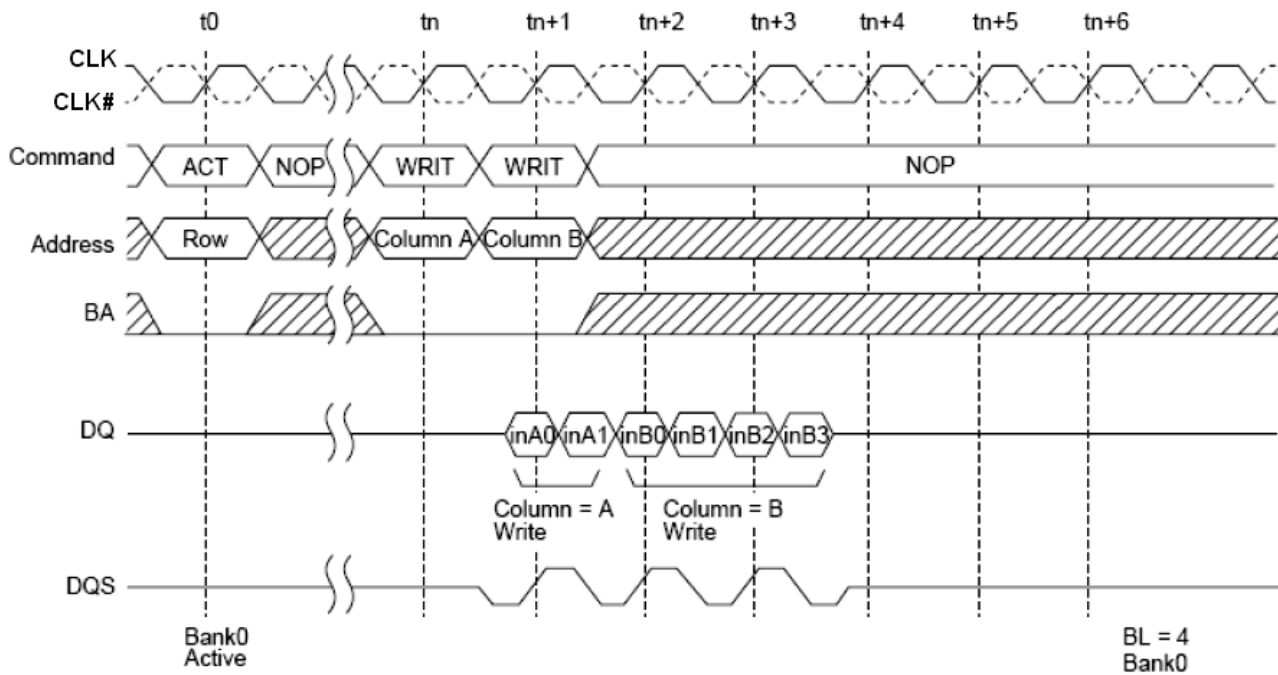 t0 tn tn+1 tn+2 tn+3 tn+4 tn+5 tn+6
CLK
CLK#
Command ACT NOP WRIT WRIT NOP
Address Row Column A Column B
BA
DQ inA0 inA1 inB0 inB1 inB2 inB3
Column = A Column = B
Write Write
DQS
Bank0 BL = 4
Active Bank0